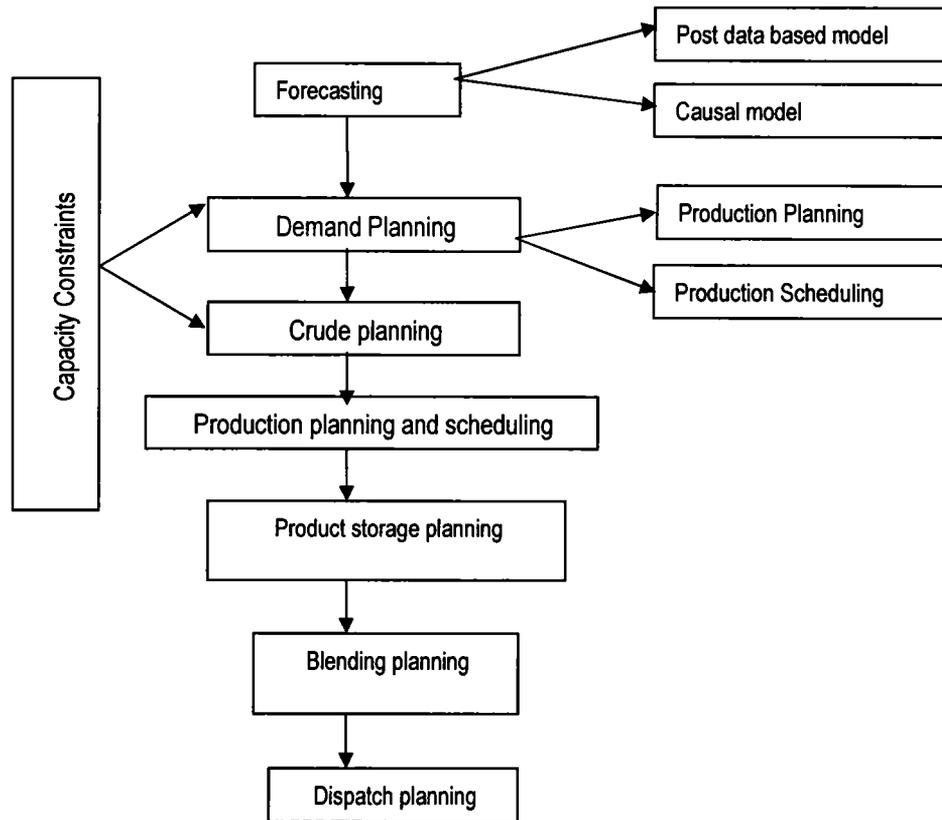 Post data based model
Forecasting
Causal model
Capacity Constraints
Demand Planning
Production Planning
Production Scheduling
Crude planning
Production planning and scheduling
Product storage planning
Blending planning
Dispatch planning